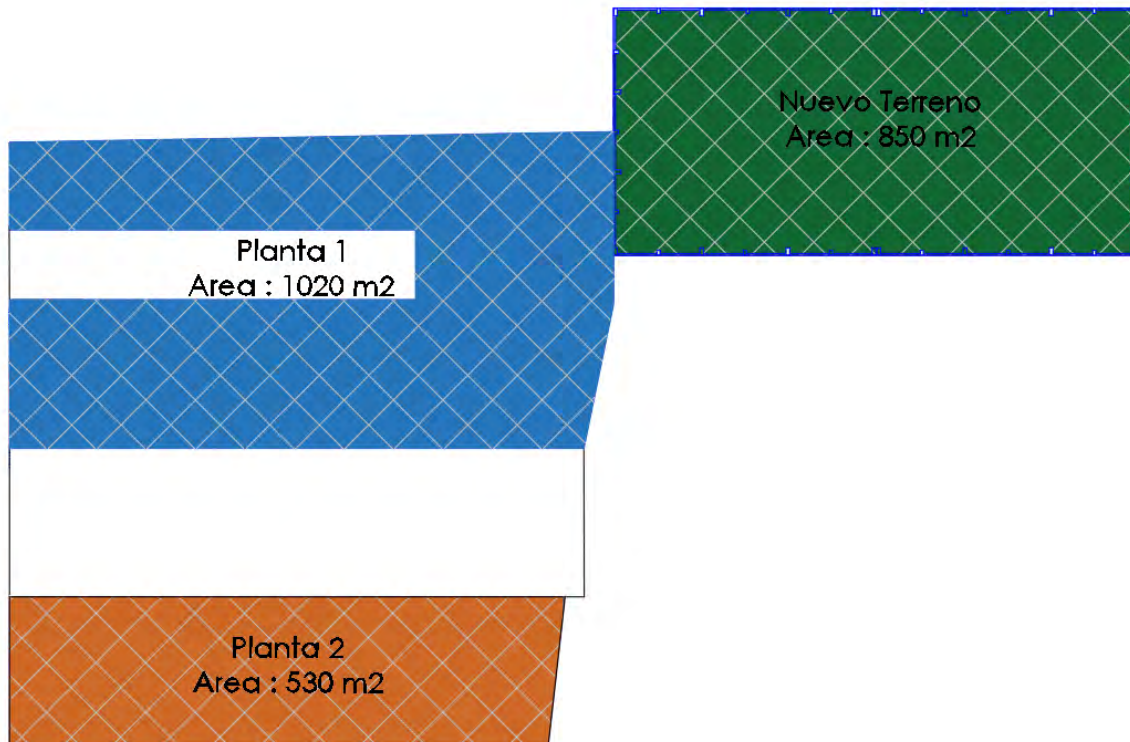 Nuevo Terreno
Area : 850 m2
Planta 1
Area : 1020 m2
Planta 2
Area : 530 m2